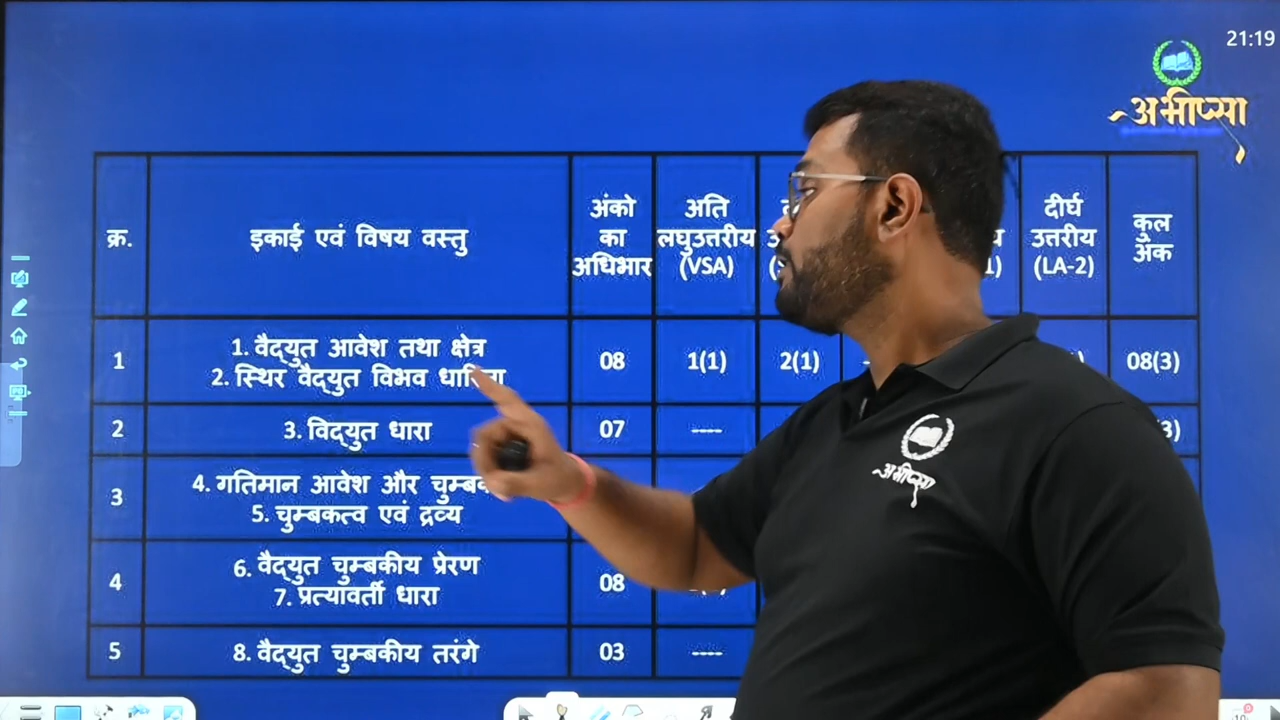 21:19
अभीप्सा
क्र.
इकाई एवं विषय वस्तु
अंको
का
अधिभार
अति
लघुउत्तरीय
(VSA)
दीर्घ
उत्तरीय
(LA-2)
कुल
अंक
1
1. वैद्युत आवेश तथा क्षेत्र
2. स्थिर वैद्युत विभव
08
1(1)
2(1)
08(3)
2
3. विद्युत धारा
07
----
3)
3
4. गतिमान आवेश और
5. चुम्बकत्व एवं द्रव्य
4
6. वैद्युत चुम्बकीय प्रेरण
7. प्रत्यावर्ती धारा
08
5
8. वैद्युत चुम्बकीय तरंगे
03
----
अभीप्सा